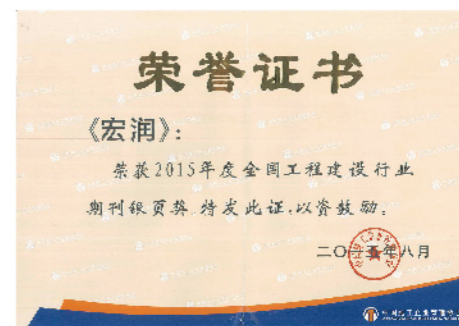 荣誉证书
《宏润》：
荣获2015年度全国工程建设行业
期刊银页奖.特发此证.以资鼓励。
二〇一五年八月